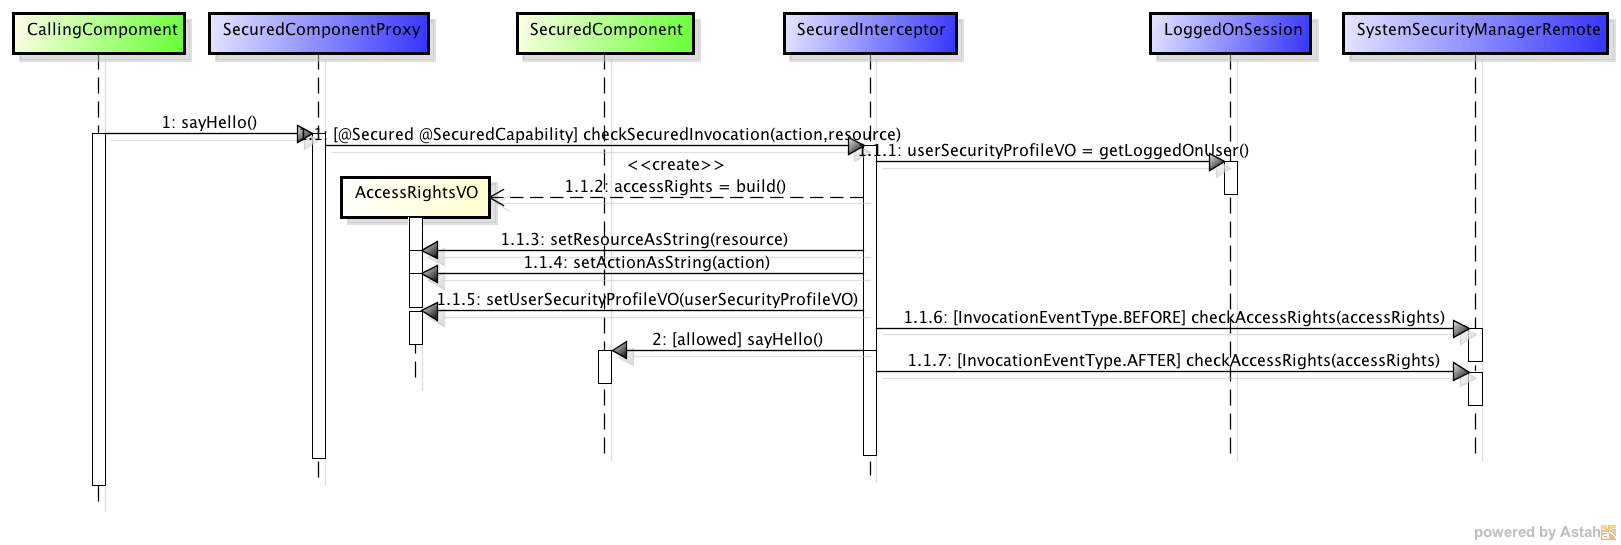 CallingCompoment
SecuredComponentProxy
SecuredComponent
SecuredInterceptor
LoggedOnSession
SystemSecurityManagerRemote
1: sayHello()
1.1: [@Secured @SecuredCapability] checkSecuredInvocation(action,resource)
1.1.1: userSecurityProfileVO = getLoggedOnUser()
<<create>>
1.1.2: accessRights = build()
AccessRightsVO
1.1.3: setResourceAsString(resource)
1.1.4: setActionAsString(action)
1.1.5: setUserSecurityProfileVO(userSecurityProfileVO)
1.1.6: [InvocationEventType.BEFORE] checkAccessRights(accessRights)
2: [allowed] sayHello()
1.1.7: [InvocationEventType.AFTER] checkAccessRights(accessRights)
powered by Astah